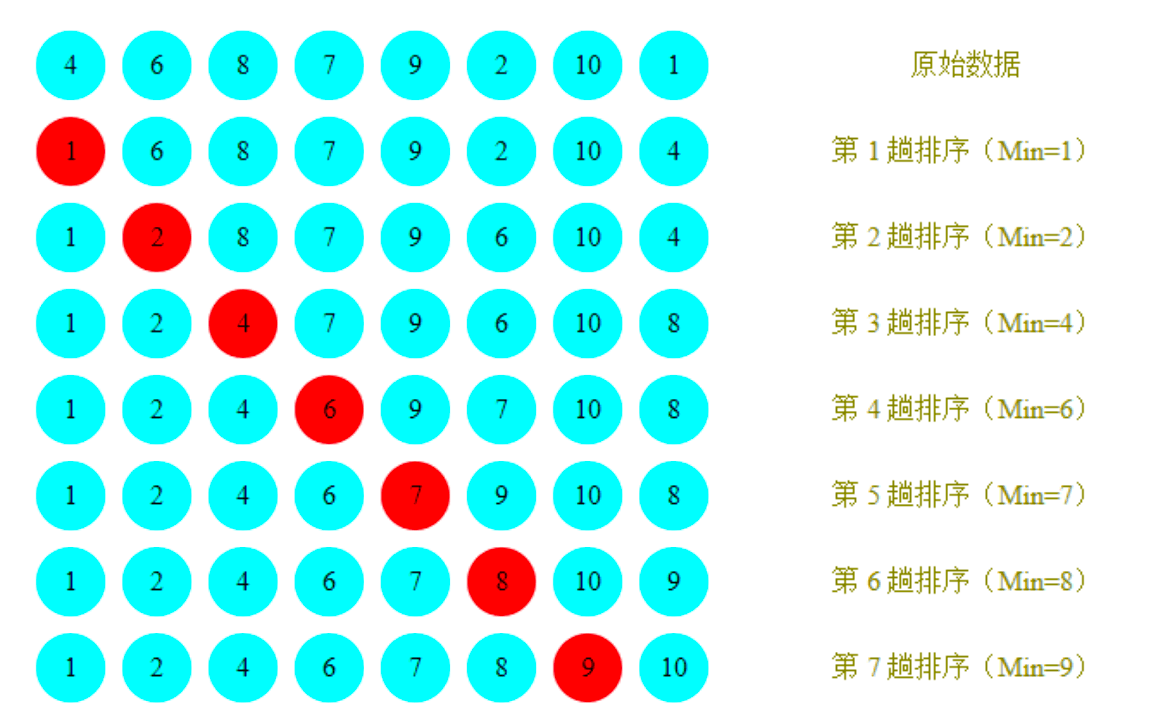 4 6 8 7 9 2 10 1 原始数据
1 6 8 7 9 2 10 4 第 1 趟排序（Min=1）
1 2 8 7 9 6 10 4 第 2 趟排序（Min=2）
1 2 4 7 9 6 10 8 第 3 趟排序（Min=4）
1 2 4 6 9 7 10 8 第 4 趟排序（Min=6）
1 2 4 6 7 9 10 8 第 5 趟排序（Min=7）
1 2 4 6 7 8 10 9 第 6 趟排序（Min=8）
1 2 4 6 7 8 9 10 第 7 趟排序（Min=9）